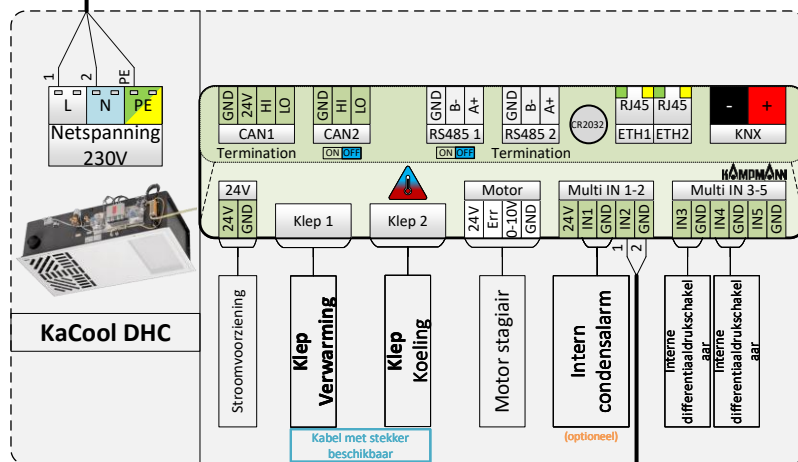 1
2
PE
L
N
PE
Netspanning
230V
GND
24V
HI
LO
CAN1
Termination
GND
HI
LO
CAN2
ON OFF
GND
B-
A+
RS485 1
ON OFF
GND
B-
A+
RS485 2
Termination
CR2032
RJ45
ETH1
RJ45
ETH2
-
+
KNX
KAMPMANN
24V
24V
GND
Klep 1
Klep 2
Motor
24V
Err
0-10V
GND
Multi IN 1-2
24V
IN1
GND
IN2
GND
Multi IN 3-5
IN3
GND
IN4
GND
IN5
GND
1
2
KaCool DHC
Stroomvoorziening
Klep
Verwarming
Klep
Koeling
Kabel met stekker
beschikbaar
Motor stagiair
Intern
condensalarm
(optioneel)
Interne
differentiaaldrukschakel
aar
Interne
differentiaaldrukschakel
aar